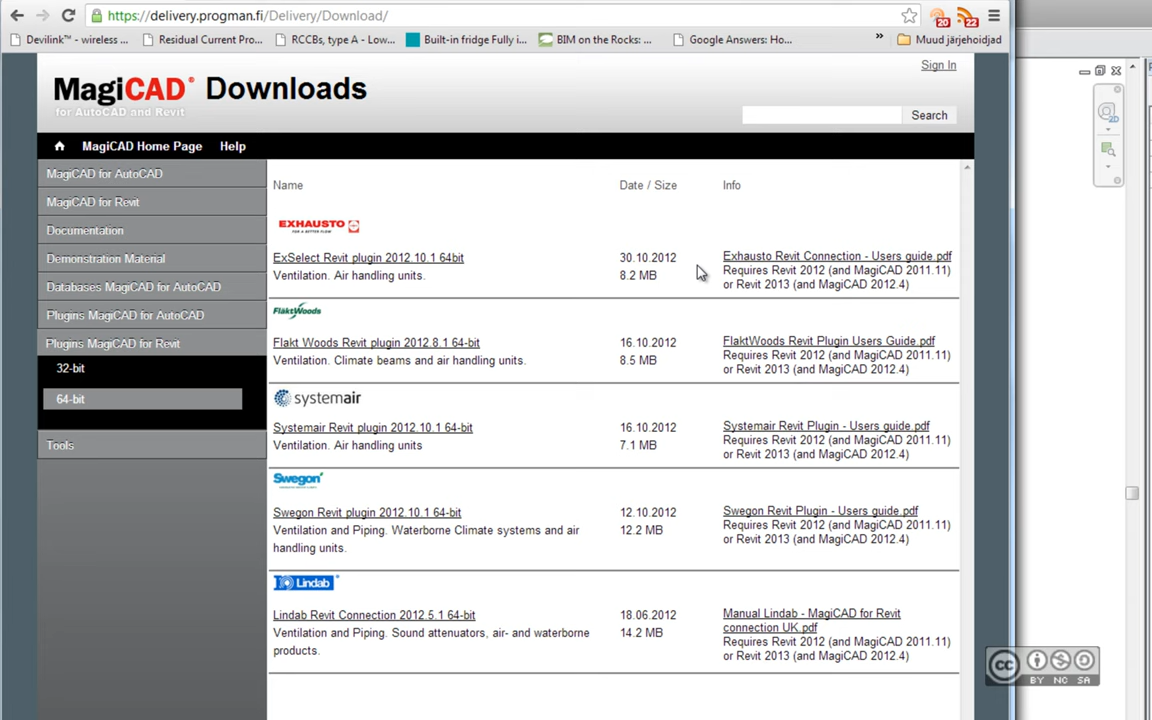 https://delivery.progman.fi/Delivery/Download/
20
22
Devilink™ - wireless ...
Residual Current Pro...
RCCBs, type A - Low...
Built-in fridge Fully i...
BIM on the Rocks: ...
Google Answers: Ho...
»
Muud järjehoidjad
Sign In
MagiCAD® Downloads
for AutoCAD and Revit
Search
MagiCAD Home Page
Help
MagiCAD for AutoCAD
MagiCAD for Revit
Documentation
Demonstration Material
Databases MagiCAD for AutoCAD
Plugins MagiCAD for AutoCAD
Plugins MagiCAD for Revit
32-bit
64-bit
Tools
Name
Date / Size
Info
EXHAUSTO
FOR A BETTER FLOW
ExSelect Revit plugin 2012.10.1 64bit
30.10.2012
Exhausto Revit Connection - Users guide.pdf
Ventilation. Air handling units.
8.2 MB
Requires Revit 2012 (and MagiCAD 2011.11)
or Revit 2013 (and MagiCAD 2012.4)
FläktWoods
Flakt Woods Revit plugin 2012.8.1 64-bit
16.10.2012
FlaktWoods Revit Plugin Users Guide.pdf
Ventilation. Climate beams and air handling units.
8.5 MB
Requires Revit 2012 (and MagiCAD 2011.11)
or Revit 2013 (and MagiCAD 2012.4)
systemair
Systemair Revit plugin 2012.10.1 64-bit
16.10.2012
Systemair Revit Plugin - Users guide.pdf
Ventilation. Air handling units
7.1 MB
Requires Revit 2012 (and MagiCAD 2011.11)
or Revit 2013 (and MagiCAD 2012.4)
Swegon
Swegon Revit plugin 2012.10.1 64-bit
12.10.2012
Swegon Revit Plugin - Users guide.pdf
Ventilation and Piping. Waterborne Climate systems and air
handling units.
12.2 MB
Requires Revit 2012 (and MagiCAD 2011.11)
or Revit 2013 (and MagiCAD 2012.4)
Lindab®
Lindab Revit Connection 2012.5.1 64-bit
18.06.2012
Manual Lindab - MagiCAD for Revit
connection UK.pdf
Ventilation and Piping. Sound attenuators, air- and waterborne
products.
14.2 MB
Requires Revit 2012 (and MagiCAD 2011.11)
or Revit 2013 (and MagiCAD 2012.4)
2D
cc
BY NC SA